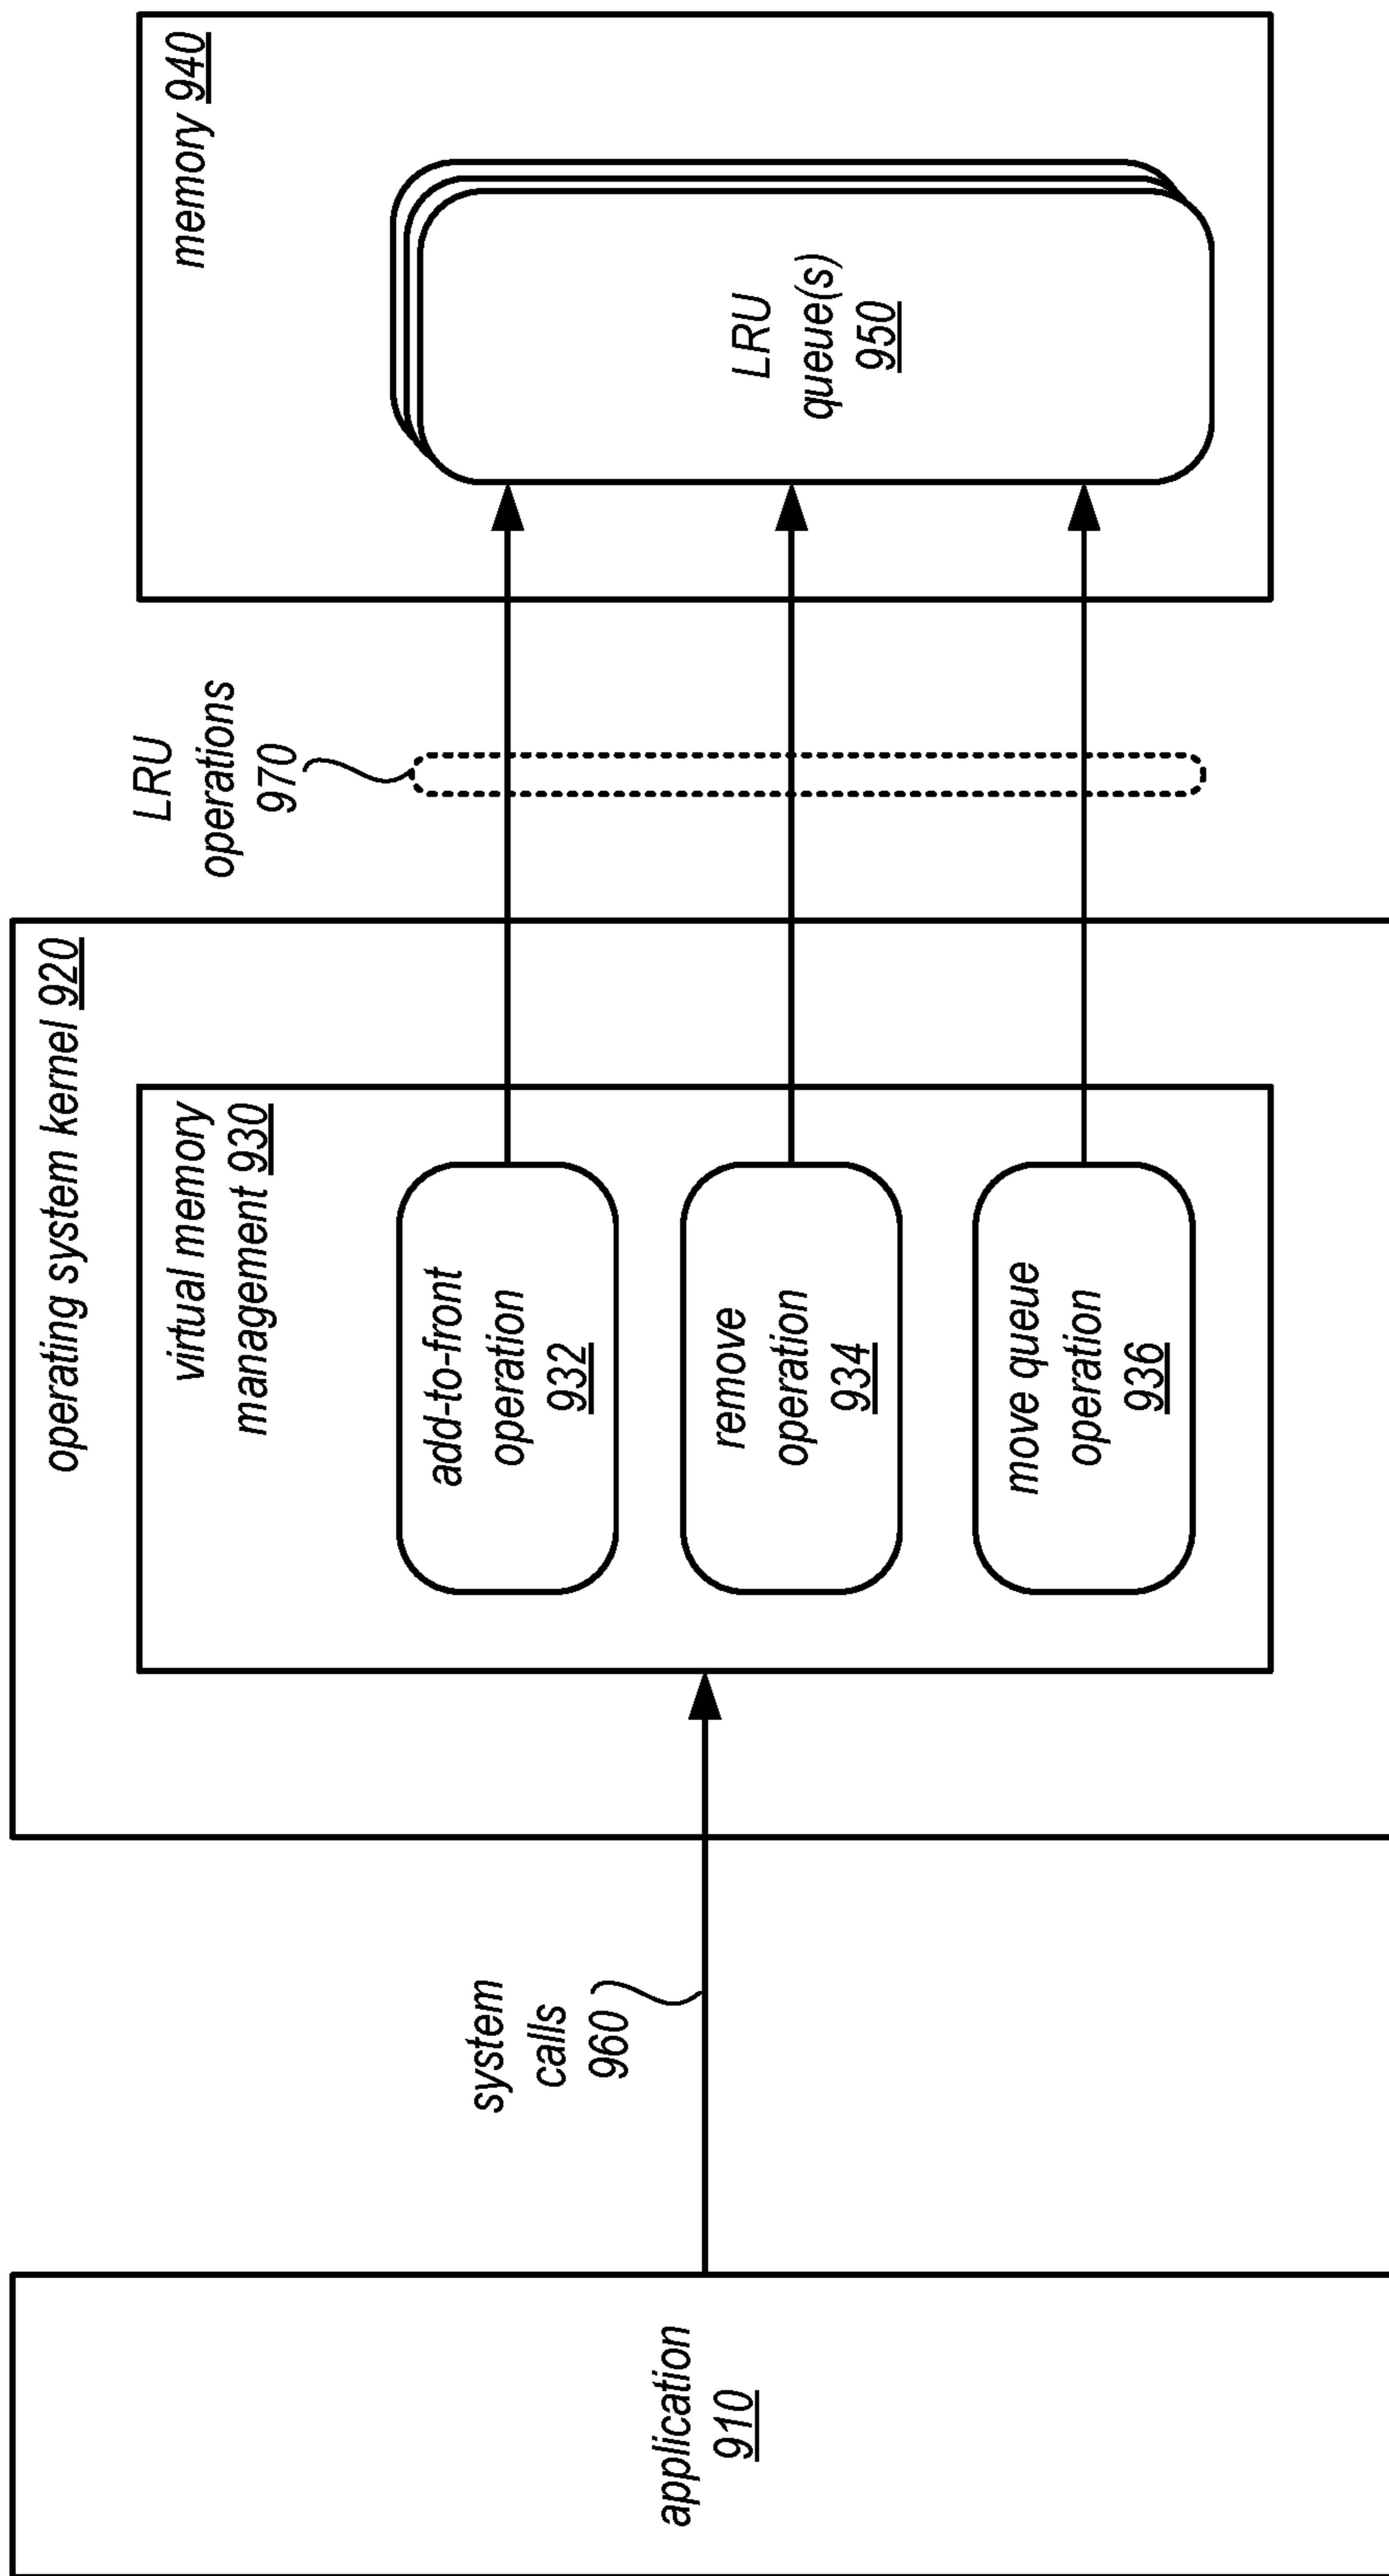 application
910
system
calls
960
operating system kernel 920
virtual memory
management 930
add-to-front
operation
932
remove
operation
934
move queue
operation
936
LRU
operations
970
memory 940
LRU
queue(s)
950